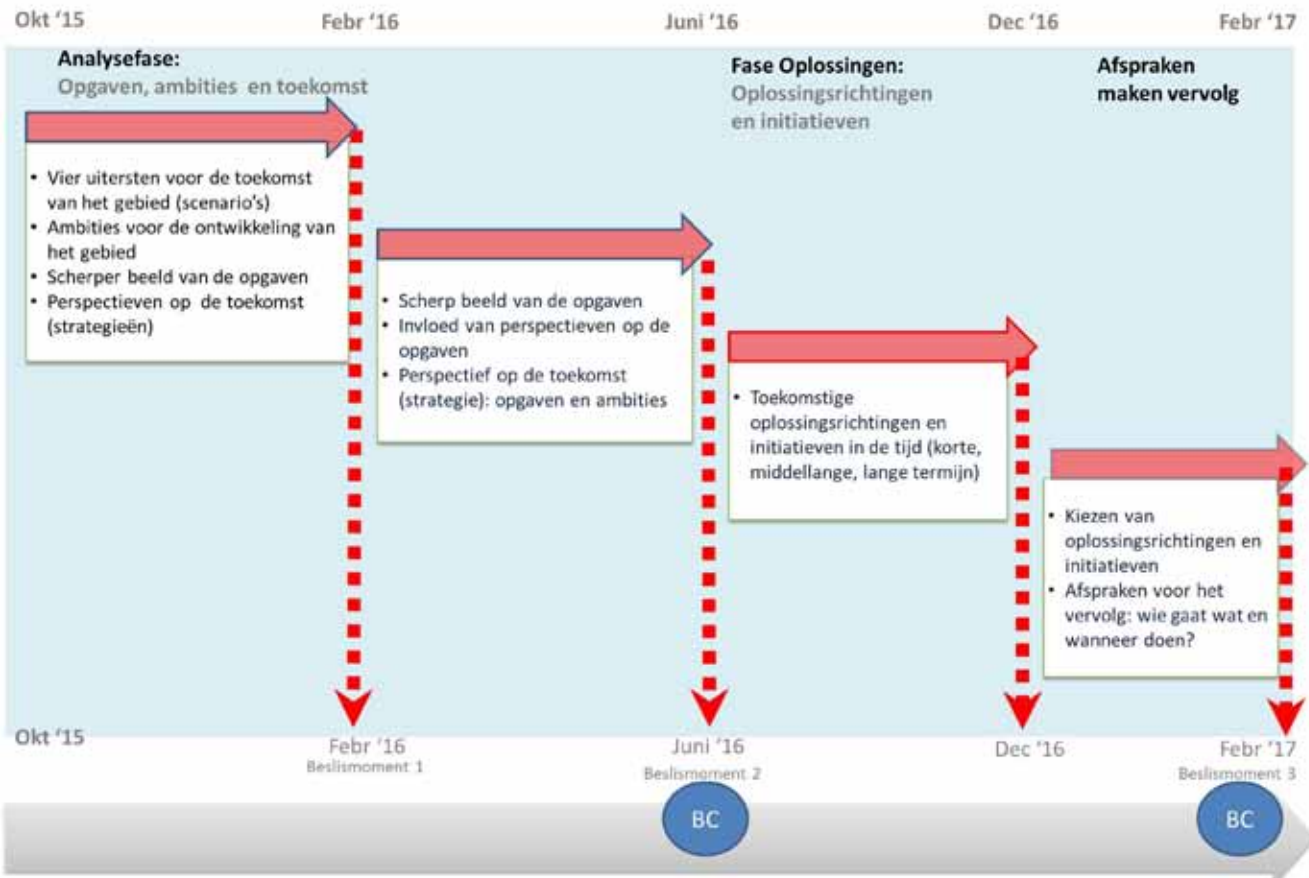 Okt '15
Febr '16
Juni '16
Dec '16
Febr '17
Analysefase:
Opgaven, ambities en toekomst
Fase Oplossingen:
Oplossingsrichtingen
en initiatieven
Afspraken
maken vervolg
• Vier uitersten voor de toekomst
van het gebied (scenario's)
• Ambities voor de ontwikkeling van
het gebied
• Scherper beeld van de opgaven
• Perspectieven op de toekomst
(strategieën)
• Scherp beeld van de opgaven
• Invloed van perspectieven op de
opgaven
• Perspectief op de toekomst
(strategie): opgaven en ambities
• Toekomstige
oplossingsrichtingen en
initiatieven in de tijd (korte,
middellange, lange termijn)
• Kiezen van
oplossingsrichtingen en
initiatieven
• Afspraken voor het
vervolg: wie gaat wat en
wanneer doen?
Okt '15
Febr '16
Beslismoment 1
Juni '16
Beslismoment 2
Dec '16
Febr '17
Beslismoment 3
BC
BC